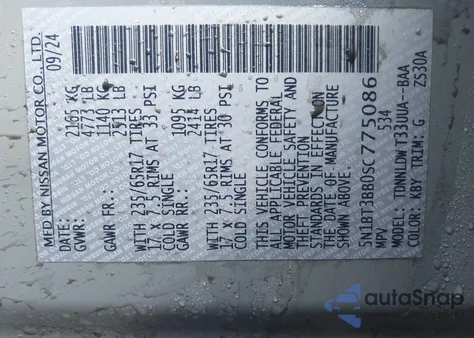 MFD BY NISSAN MOTOR CO., LTD.
DATE: 09/24
GVWR: 2165 KG
4773 LB
GAWR FR.: 1140 KG
2513 LB
WITH 235/65R17 TIRES
17 X 7.5 RIMS AT 33 PSI
COLD SINGLE
GAWR RR.: 1095 KG
2414 LB
WITH 235/65R17 TIRES
17 X 7.5 RIMS AT 30 PSI
COLD SINGLE
THIS VEHICLE CONFORMS TO
ALL APPLICABLE FEDERAL
MOTOR VEHICLE SAFETY AND
THEFT PREVENTION
STANDARDS IN EFFECT ON
THE DATE OF MANUFACTURE
SHOWN ABOVE.
5N1BT3BB0SC775086
MPV 534
MODEL: TDNNLDW T33UUA--BAA
COLOR: KBY TRIM: G ZS30A
autoSnap